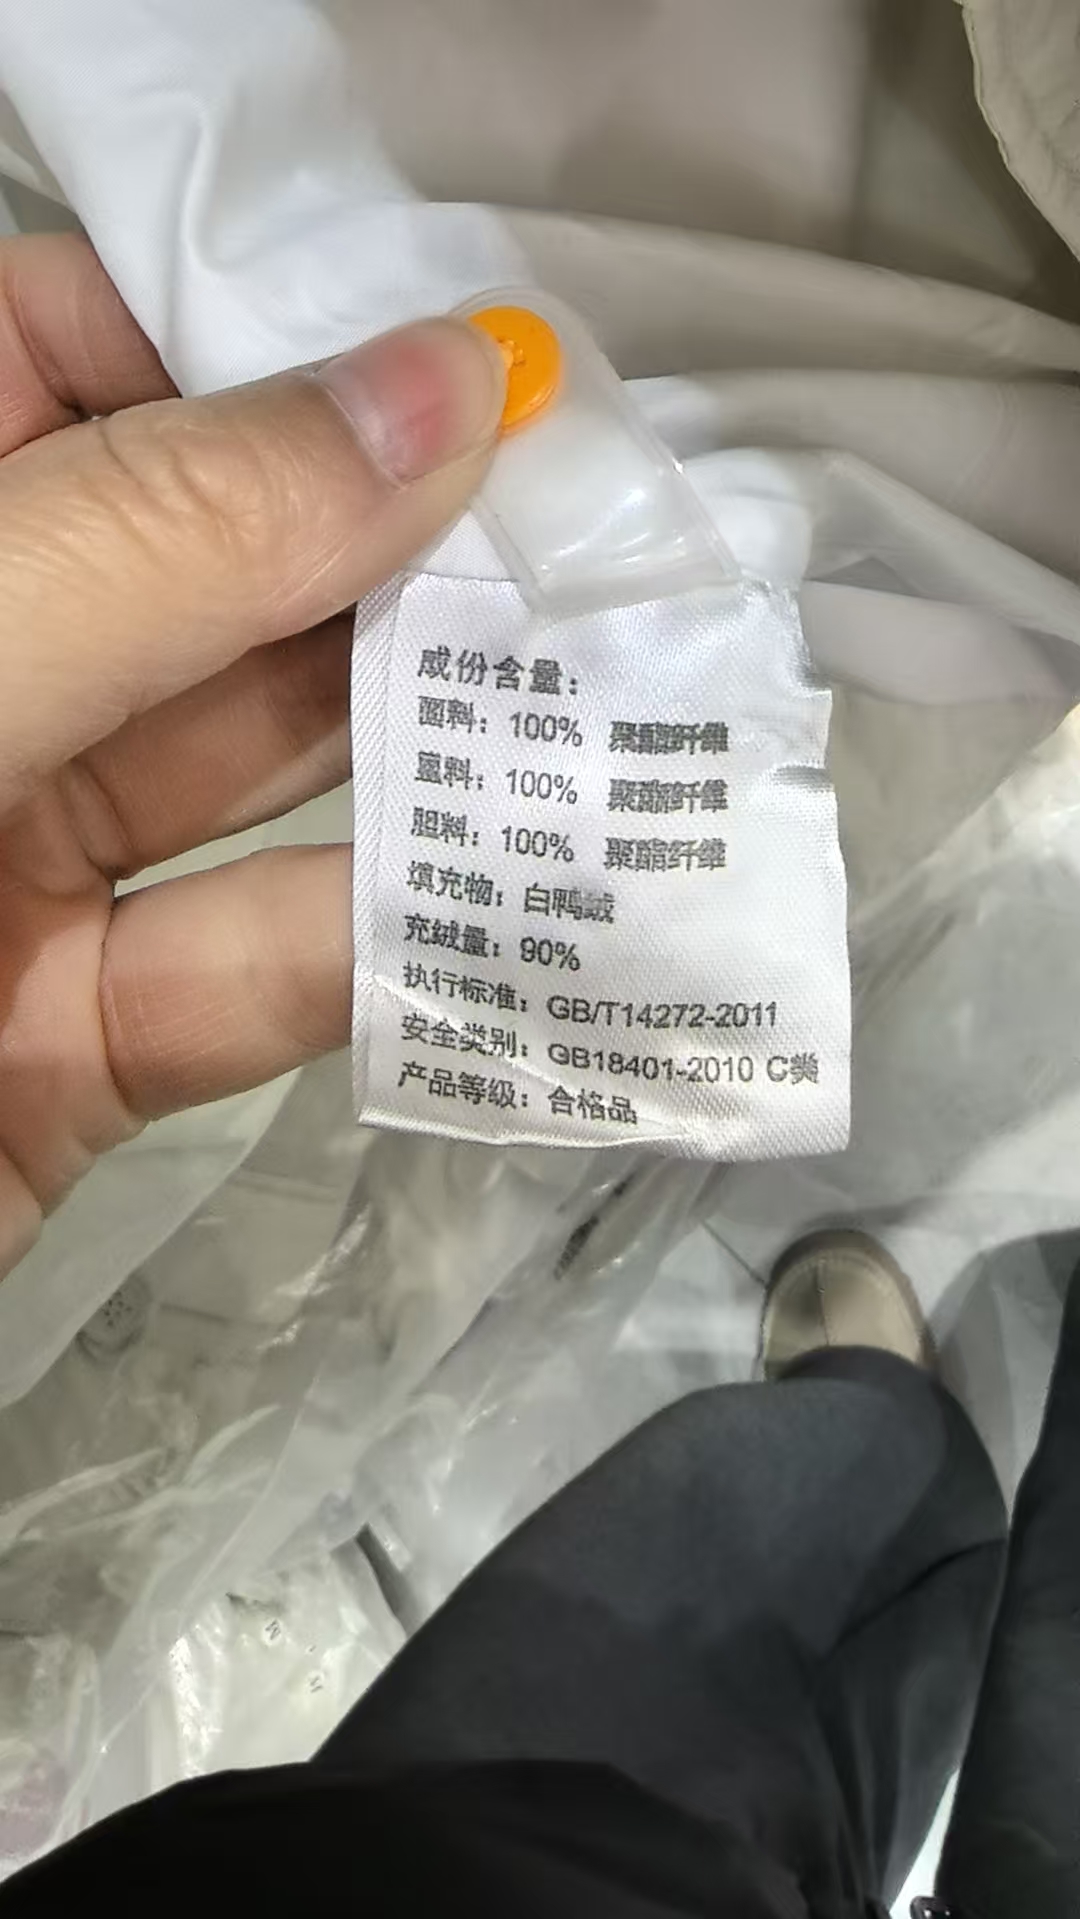 成份含量：
面料：100% 聚酯纤维
里料：100% 聚酯纤维
胆料：100% 聚酯纤维
填充物：白鸭绒
充绒量：90%
执行标准：GB/T14272-2011
安全类别：GB18401-2010 C类
产品等级：合格品
M